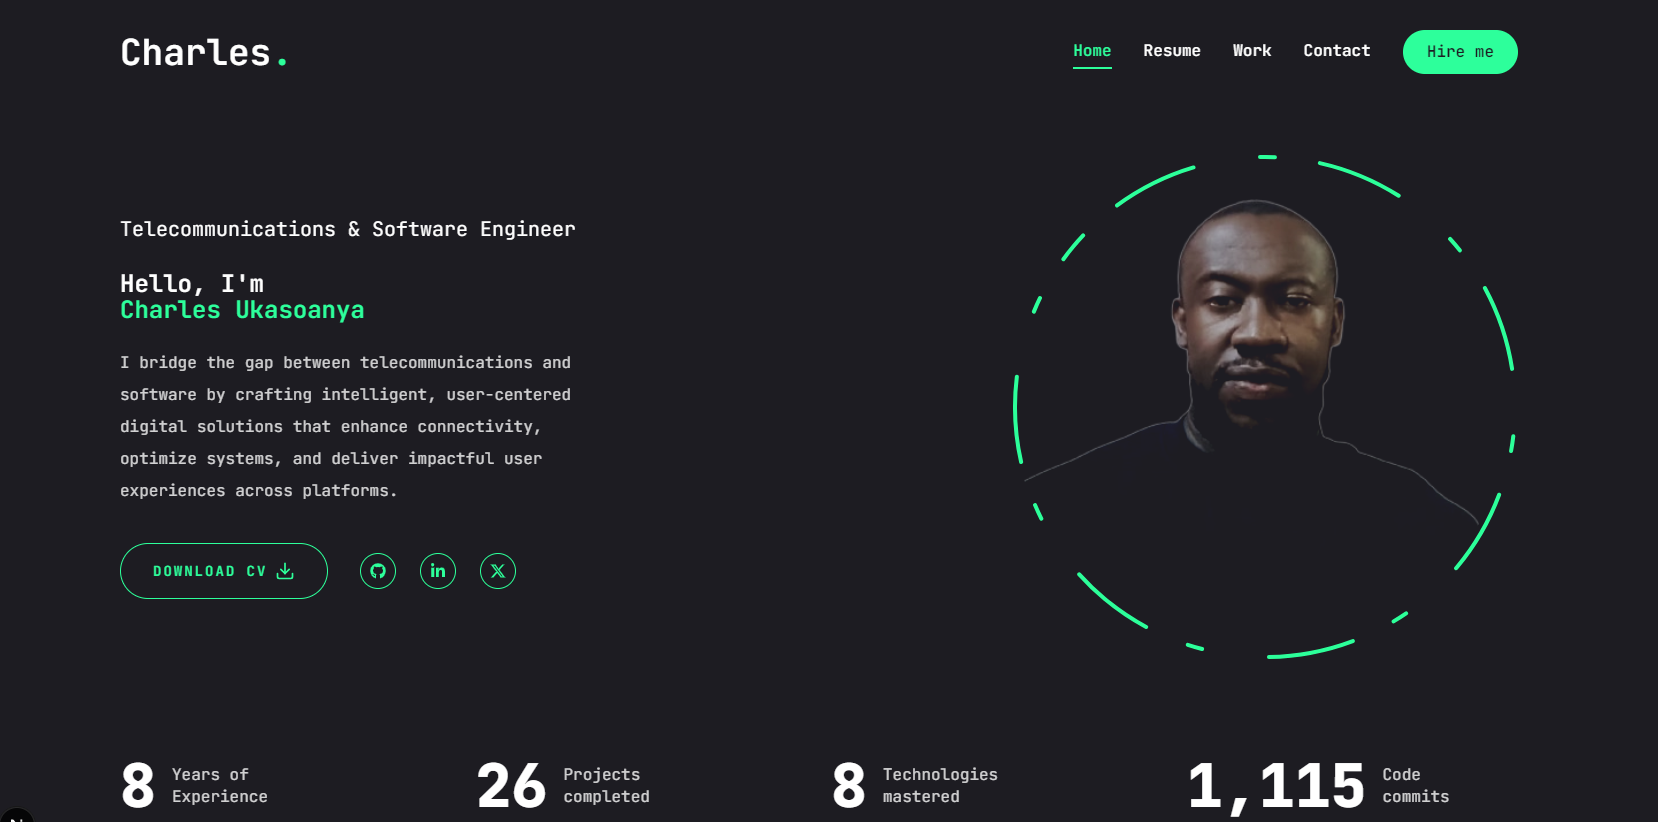 Charles.
Home Resume Work Contact Hire me
Telecommunications & Software Engineer
Hello, I'm
Charles Ukasoanya
I bridge the gap between telecommunications and
software by crafting intelligent, user-centered
digital solutions that enhance connectivity,
optimize systems, and deliver impactful user
experiences across platforms.
DOWNLOAD CV
8 Years of
Experience
26 Projects
completed
8 Technologies
mastered
1,115 Code
commits